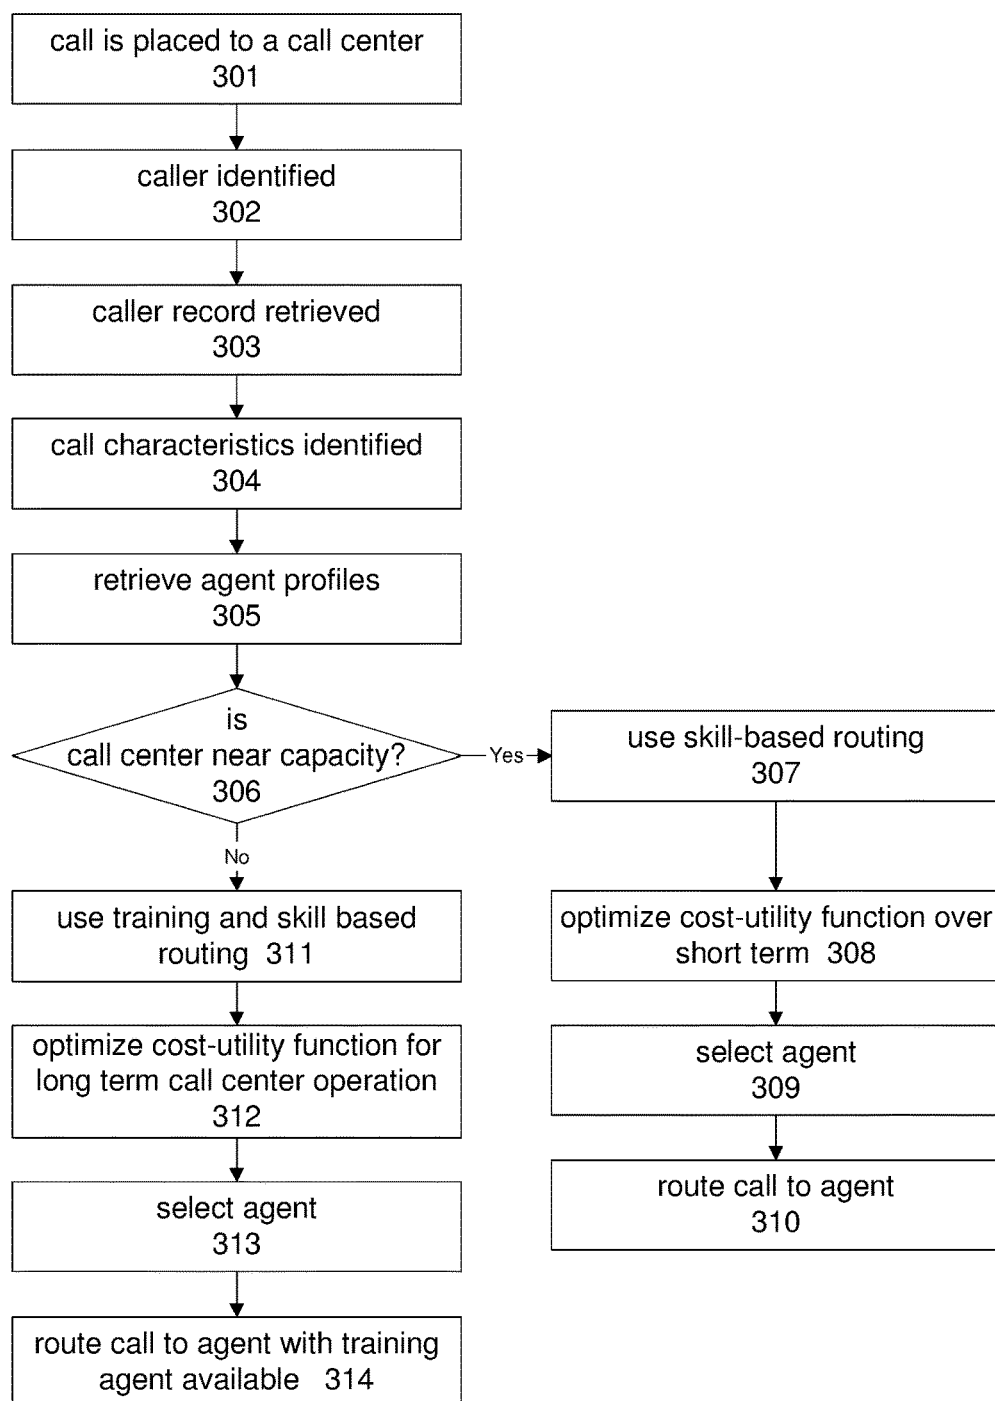 call is placed to a call center
301
caller identified
302
caller record retrieved
303
call characteristics identified
304
retrieve agent profiles
305
is
call center near capacity?
306
Yes
use skill-based routing
307
optimize cost-utility function over
short term 308
select agent
309
route call to agent
310
No
use training and skill based
routing 311
optimize cost-utility function for
long term call center operation
312
select agent
313
route call to agent with training
agent available 314